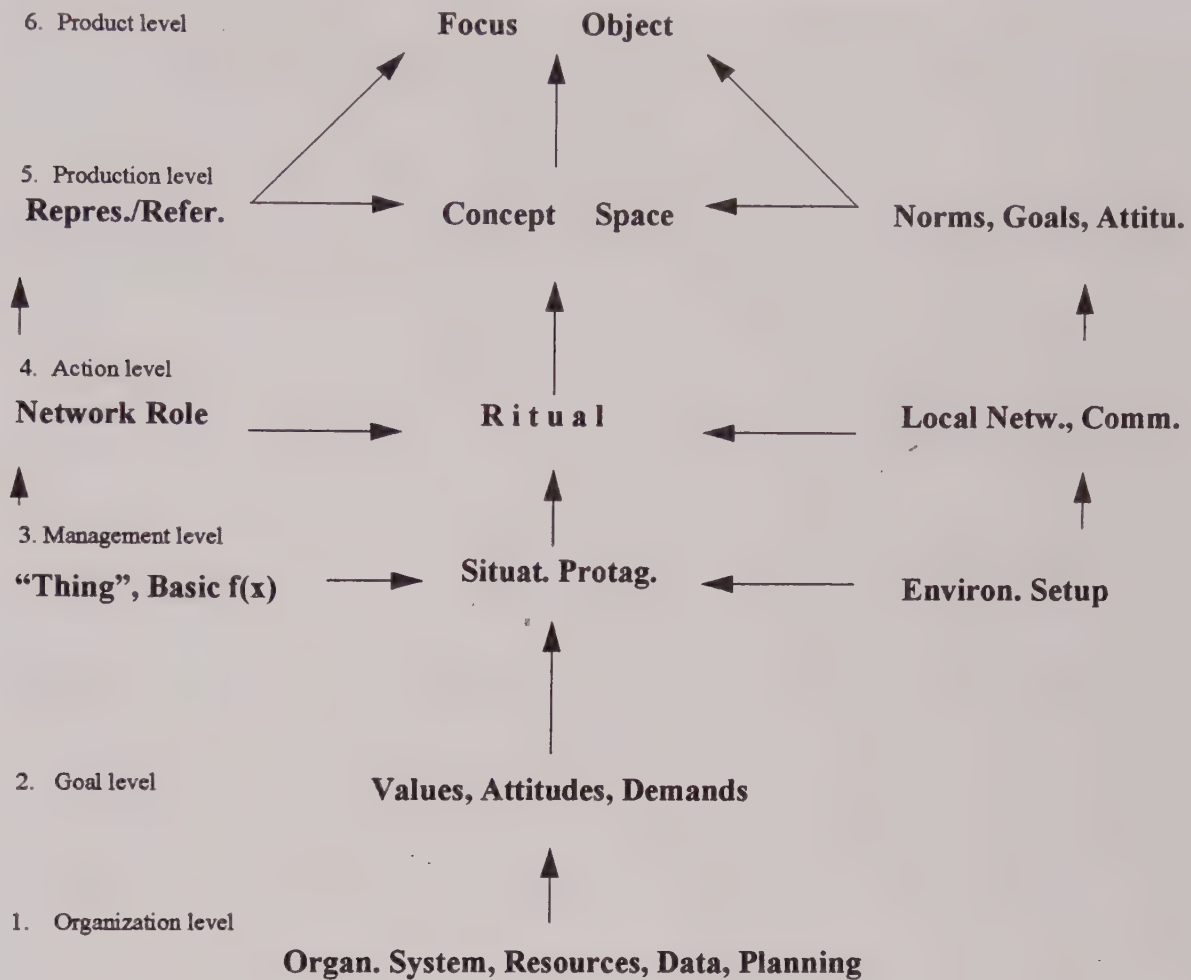 6. Product level
Focus Object
5. Production level
Repres./Refer.
Concept Space
Norms, Goals, Attitu.
4. Action level
Network Role
Ritual
Local Netw., Comm.
3. Management level
“Thing”, Basic f(x)
Situat. Protag.
Environ. Setup
2. Goal level
Values, Attitudes, Demands
1. Organization level
Organ. System, Resources, Data, Planning